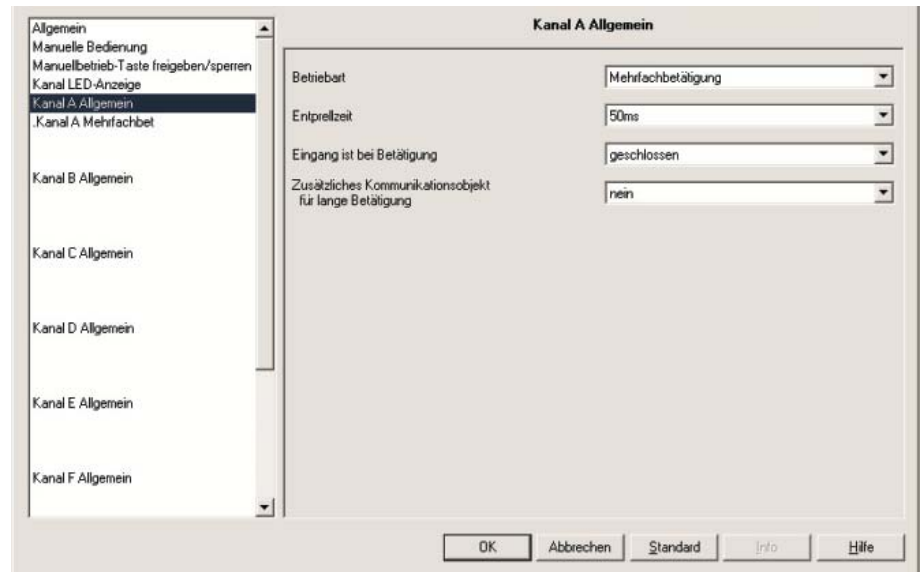 Allgemein
Manuelle Bedienung
Manuellbetrieb-Taste freigeben/sperren
Kanal LED-Anzeige
Kanal A Allgemein
.Kanal A Mehrfachbet
Kanal B Allgemein
Kanal C Allgemein
Kanal D Allgemein
Kanal E Allgemein
Kanal F Allgemein
Kanal A Allgemein
Betriebart
Mehrfachbetätigung
Entprellzeit
50ms
Eingang ist bei Betätigung
geschlossen
Zusätzliches Kommunikationsobjekt
für lange Betätigung
nein
OK
Abbrechen
Standard
Info
Hilfe